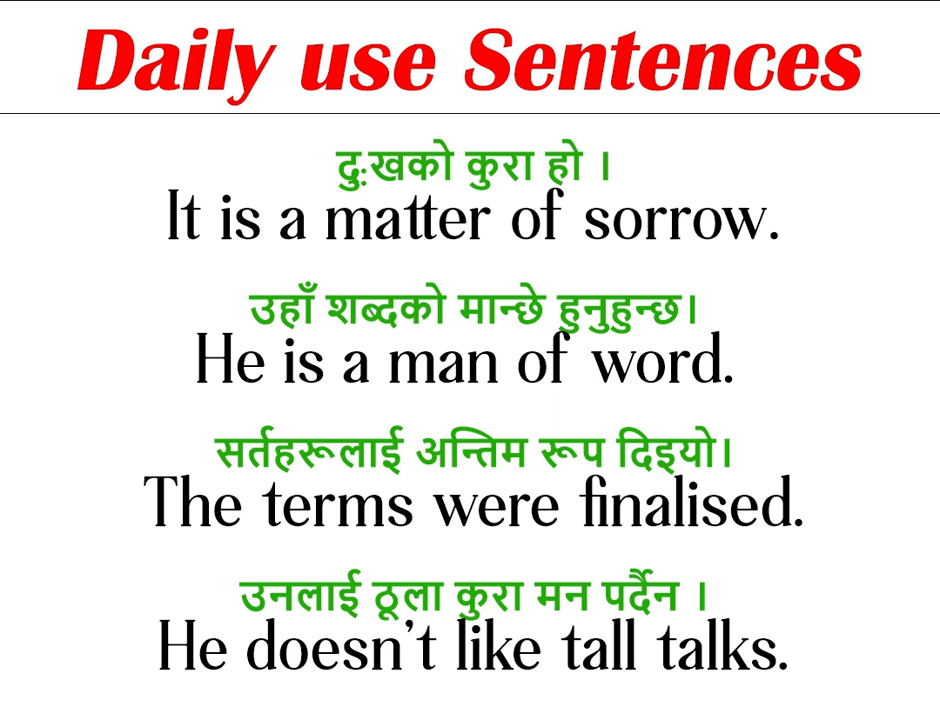 Daily use Sentences
दुःखको कुरा हो ।
It is a matter of sorrow.
उहाँ शब्दको मान्छे हुनुहुन्छ।
He is a man of word.
सर्तहरूलाई अन्तिम रूप दिइयो।
The terms were finalised.
उनलाई ठूला कुरा मन पर्दैन ।
He doesn't like tall talks.